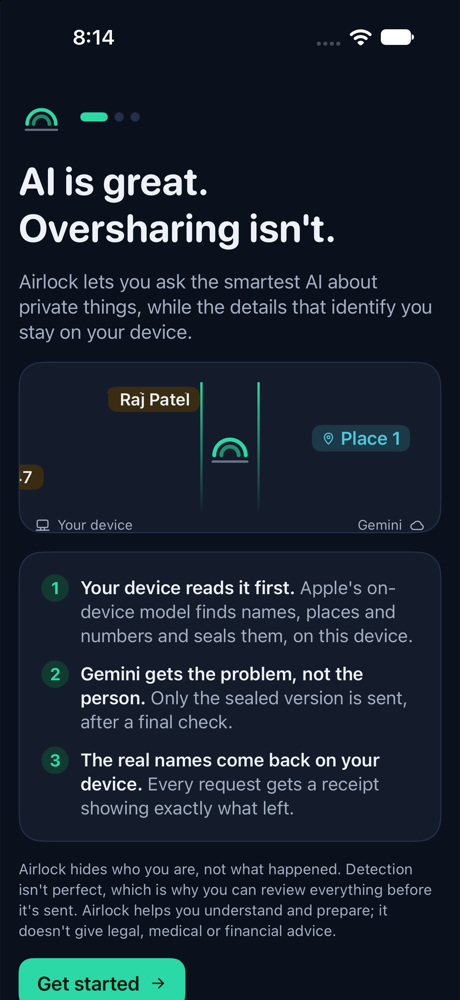 8:14
AI is great.
Oversharing isn't.
Airlock lets you ask the smartest AI about
private things, while the details that identify you
stay on your device.
Raj Patel
Place 1
47
Your device
Gemini
1 Your device reads it first. Apple's on-
device model finds names, places and
numbers and seals them, on this device.
2 Gemini gets the problem, not the
person. Only the sealed version is sent,
after a final check.
3 The real names come back on your
device. Every request gets a receipt
showing exactly what left.
Airlock hides who you are, not what happened. Detection
isn't perfect, which is why you can review everything before
it's sent. Airlock helps you understand and prepare; it
doesn't give legal, medical or financial advice.
Get started →